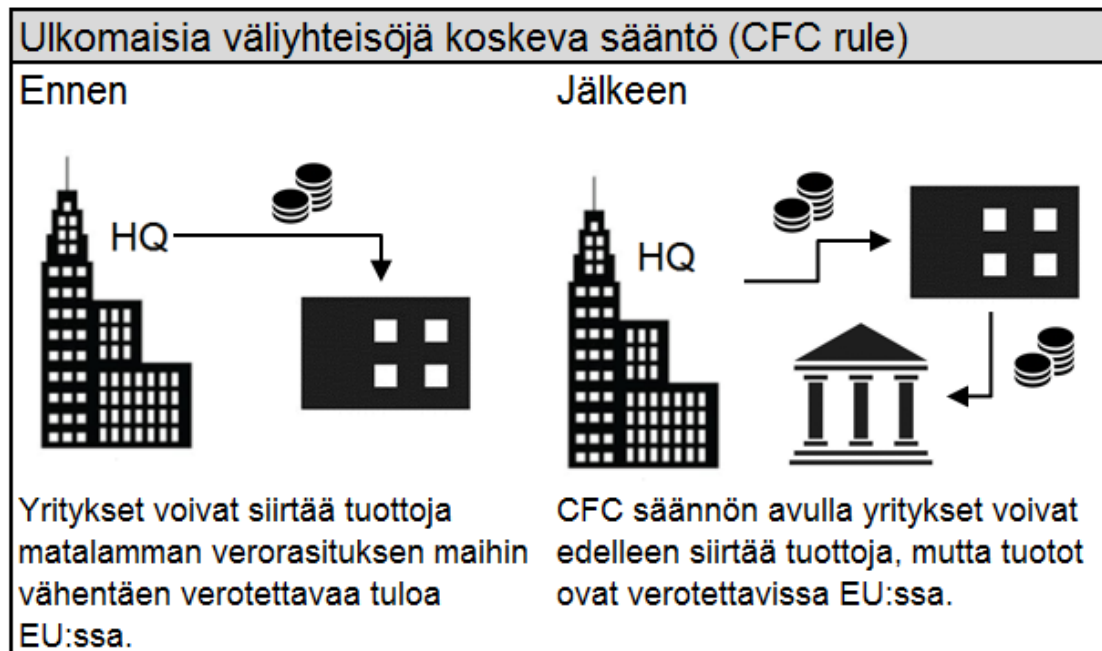 Ulkomaisia väliyhteisöjä koskeva sääntö (CFC rule)
Ennen
HQ
Yritykset voivat siirtää tuottoja
matalamman verorasituksen maihin
vähentäen verotettavaa tuloa
EU:ssa.
Jälkeen
HQ
CFC säännön avulla yritykset voivat
edelleen siirtää tuottoja, mutta tuotot
ovat verotettavissa EU:ssa.